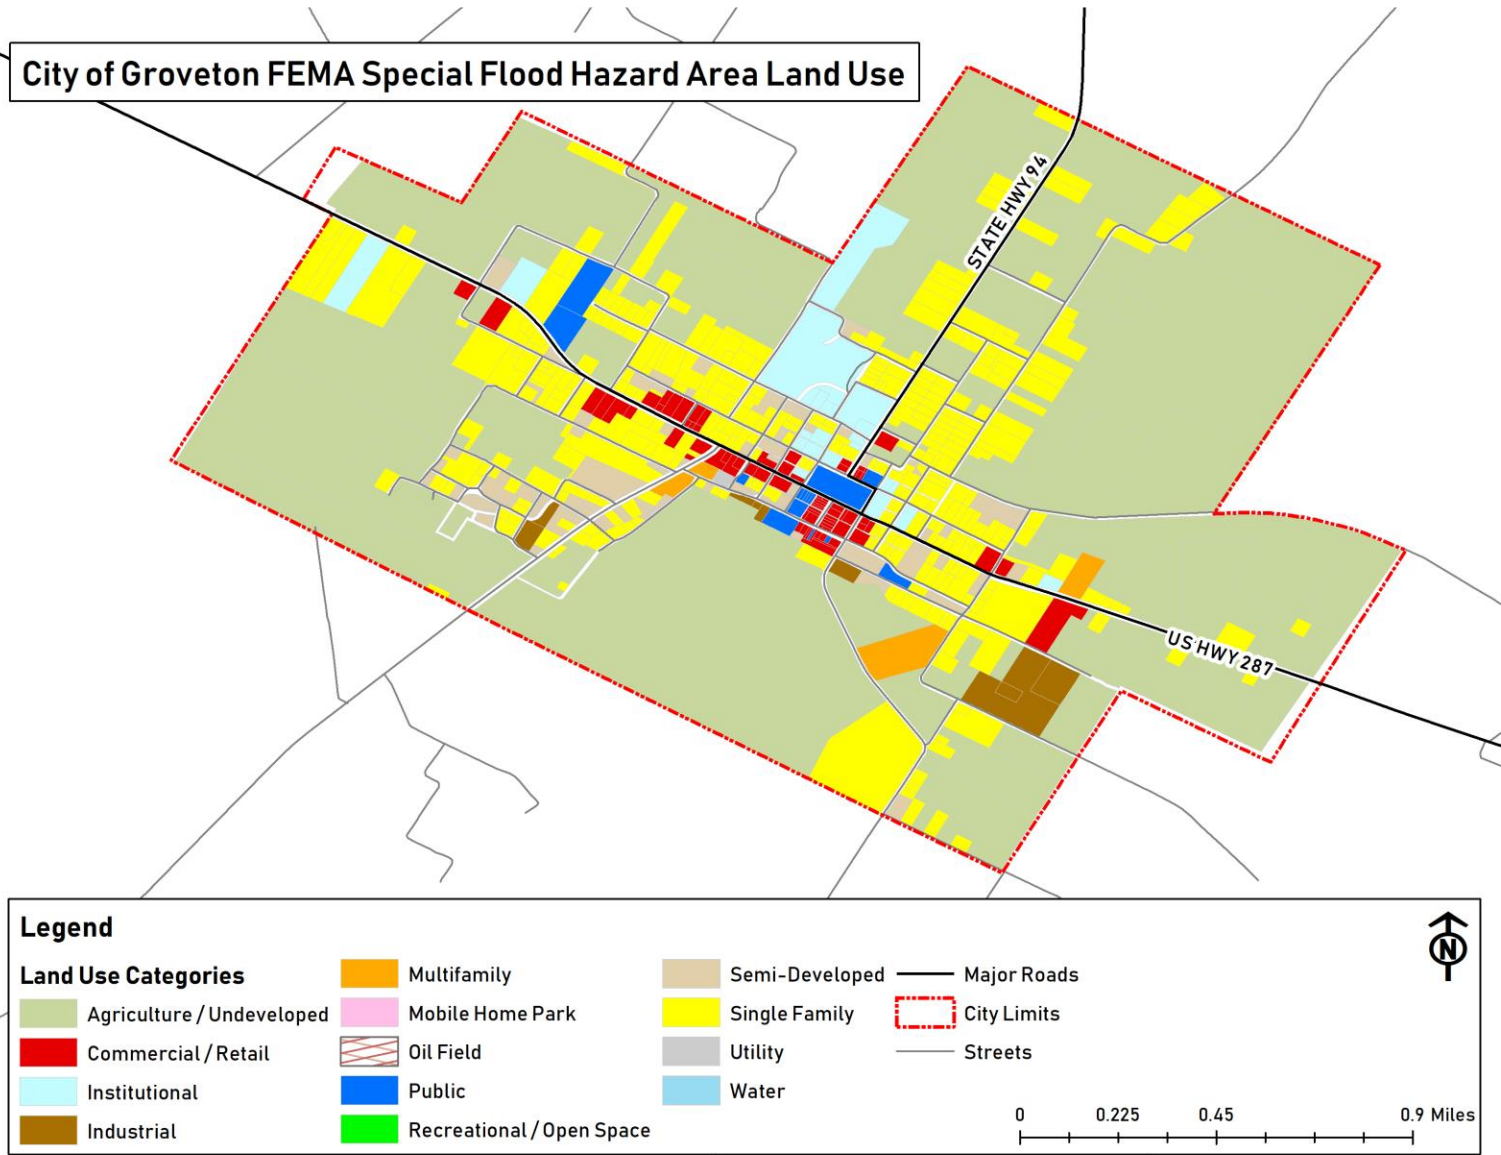 City of Groveton FEMA Special Flood Hazard Area Land Use
STATE HWY 94
US HWY 287
Legend
N
Land Use Categories
Agriculture / Undeveloped
Commercial / Retail
Institutional
Industrial
Multifamily
Mobile Home Park
Oil Field
Public
Recreational / Open Space
Semi-Developed
Single Family
Utility
Water
Major Roads
City Limits
Streets
0 0.225 0.45 0.9 Miles